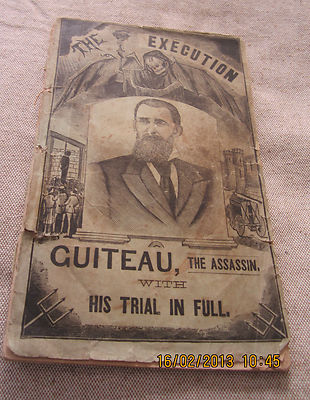 THE EXECUTION
GUITEAU, THE ASSASSIN.
WITH
HIS TRIAL IN FULL.
16/02/2013 10:45